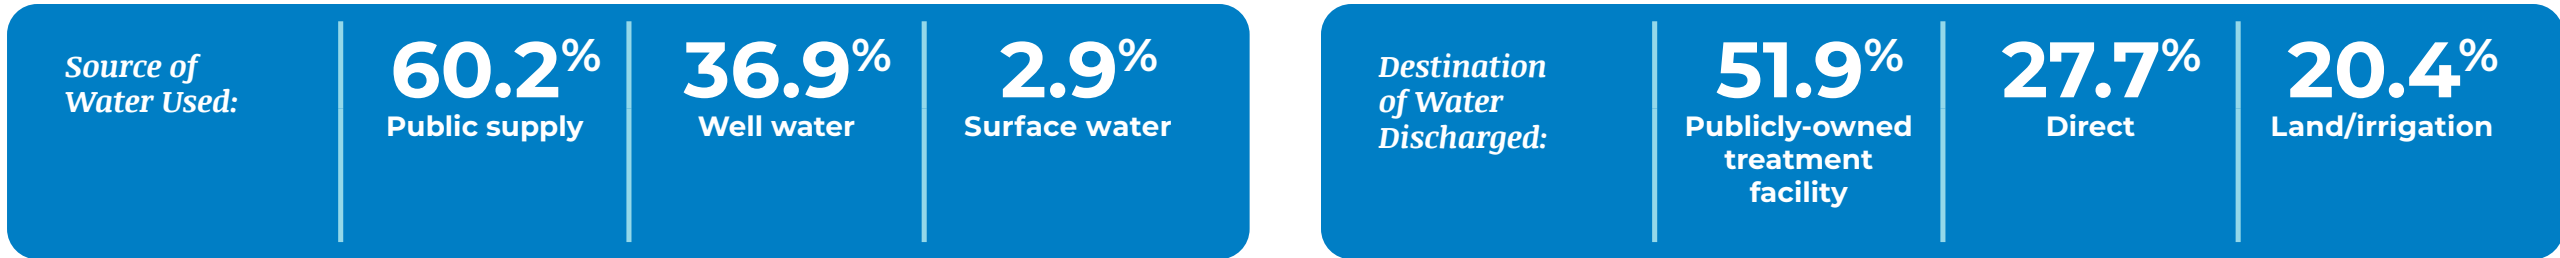 Source of
Water Used:
60.2%
Public supply
36.9%
Well water
2.9%
Surface water
Destination
of Water
Discharged:
51.9%
Publicly-owned
treatment
facility
27.7%
Direct
20.4%
Land/irrigation